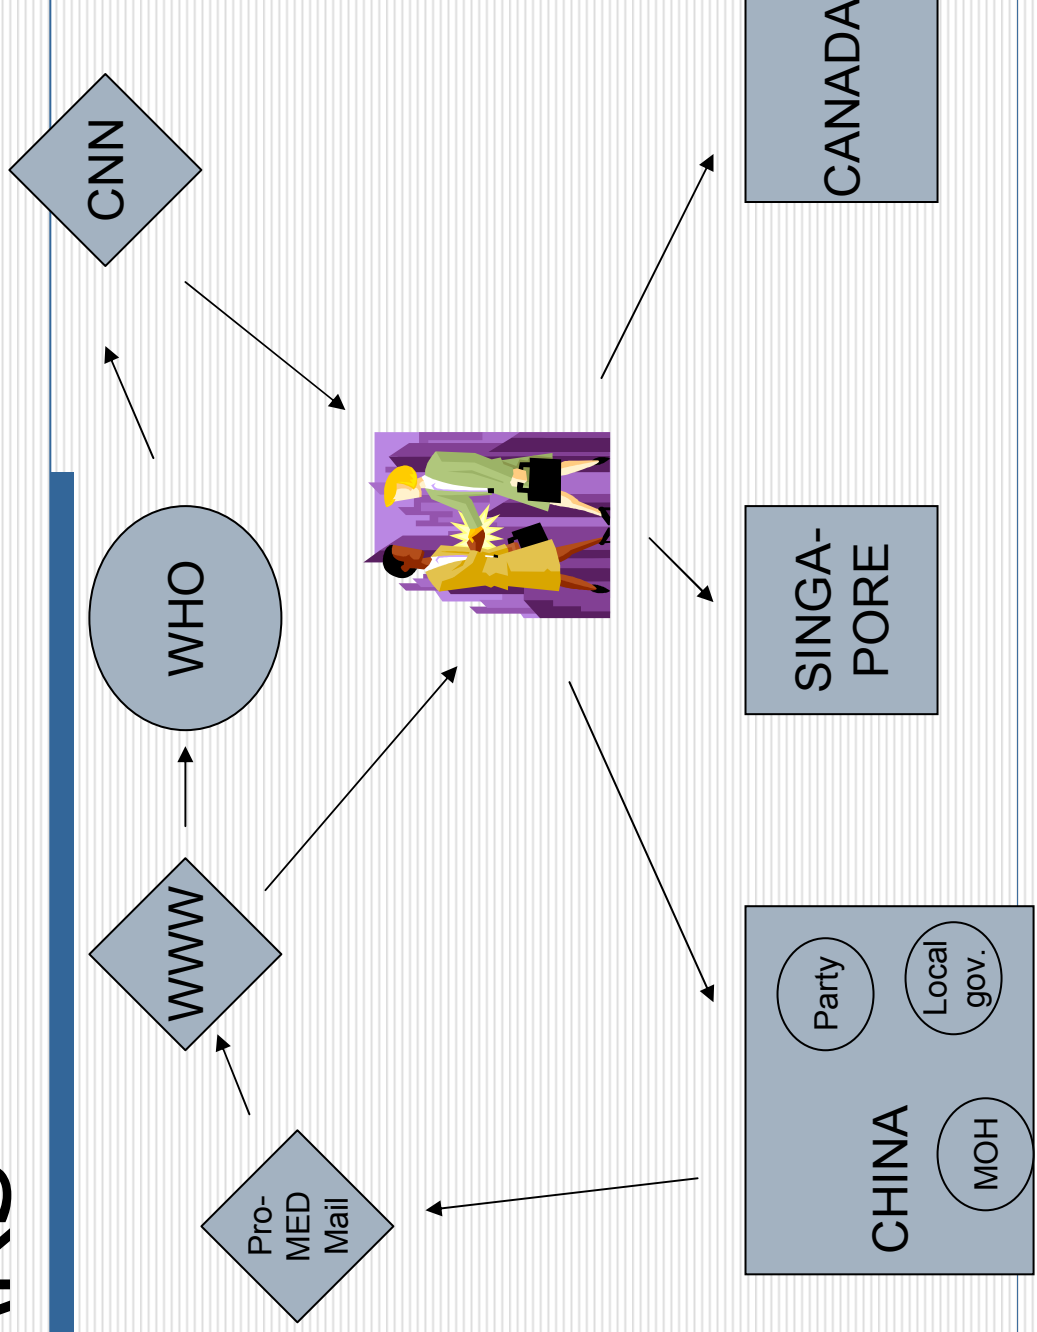 CNN
WWW
WHO
Pro-
MED
Mail
CHINA
Party
Local
gov.
MOH
SINGA-
PORE
CANADA